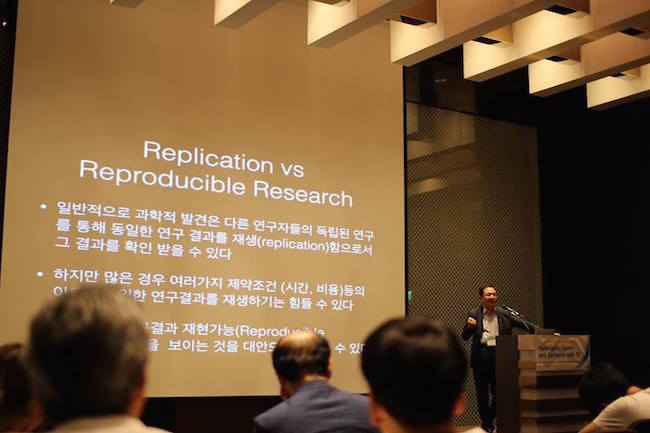 Replication vs
Reproducible Research
• 일반적으로 과학적 발견은 다른 연구자들의 독립된 연구
를 통해 동일한 연구 결과를 재생(replication)함으로서
그 결과를 확인 받을 수 있다
• 하지만 많은 경우 여러가지 제약조건 (시간, 비용)등의
한 연구결과를 재생하기는 힘들 수 있다
결과 재현가능(Reproducible
을 보이는 것을 대안으로 수 있다